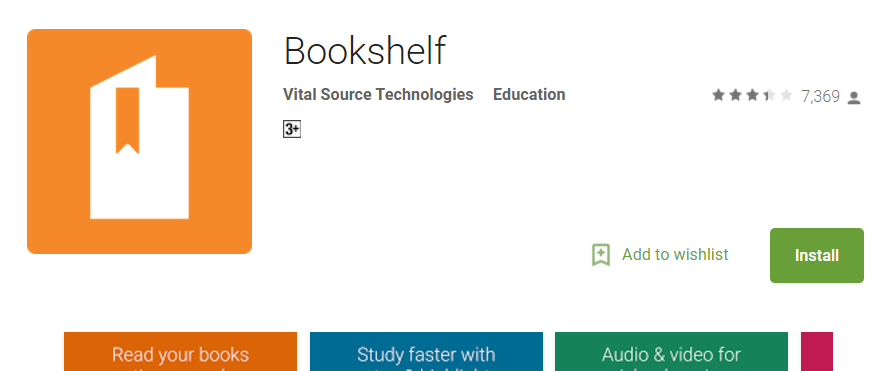 Bookshelf
Vital Source Technologies Education 7,369
3+
Add to wishlist Install
Read your books Study faster with Audio & video for